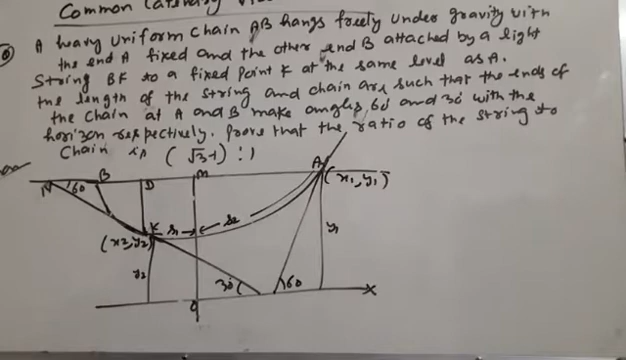 Common Catenary
A heavy uniform chain AB hangs freely under gravity with
the end A fixed and the other end B attached by a light
String BK to a fixed point K at the same level as A.
the length of the string and chain are such that the ends of
the chain at A and B make angles 60 and 30 with the
horizon respectively. Prove that the ratio of the string to
Chain is (√3-1) : 1
N 60 B D M A
(x1, y1)
K s1 s2
(x2, y2)
y1
y2
30 60
O X